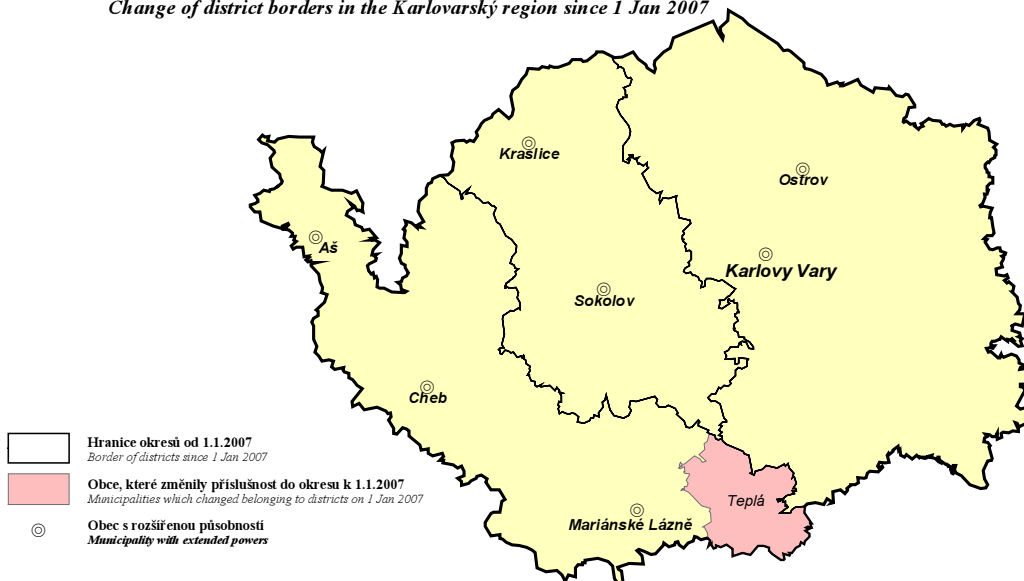 Change of district borders in the Karlovarský region since 1 Jan 2007
Kraslice
Ostrov
Aš
Karlovy Vary
Sokolov
Cheb
Hranice okresů od 1.1.2007
Border of districts since 1 Jan 2007
Obce, které změnily příslušnost do okresu k 1.1.2007
Municipalities which changed belonging to districts on 1 Jan 2007
Teplá
Obec s rozšířenou působností
Municipality with extended powers
Mariánské Lázně